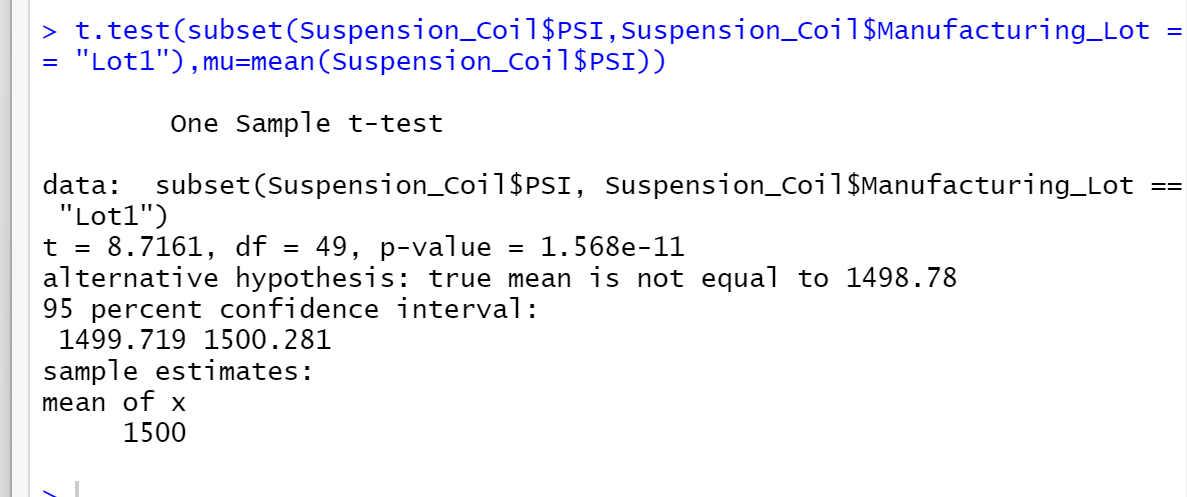 > t.test(subset(Suspension_Coil$PSI,Suspension_Coil$Manufacturing_Lot =
= "Lot1"),mu=mean(Suspension_Coil$PSI))
One Sample t-test
data:  subset(Suspension_Coil$PSI, Suspension_Coil$Manufacturing_Lot ==
"Lot1")
t = 8.7161, df = 49, p-value = 1.568e-11
alternative hypothesis: true mean is not equal to 1498.78
95 percent confidence interval:
1499.719 1500.281
sample estimates:
mean of x
1500
>